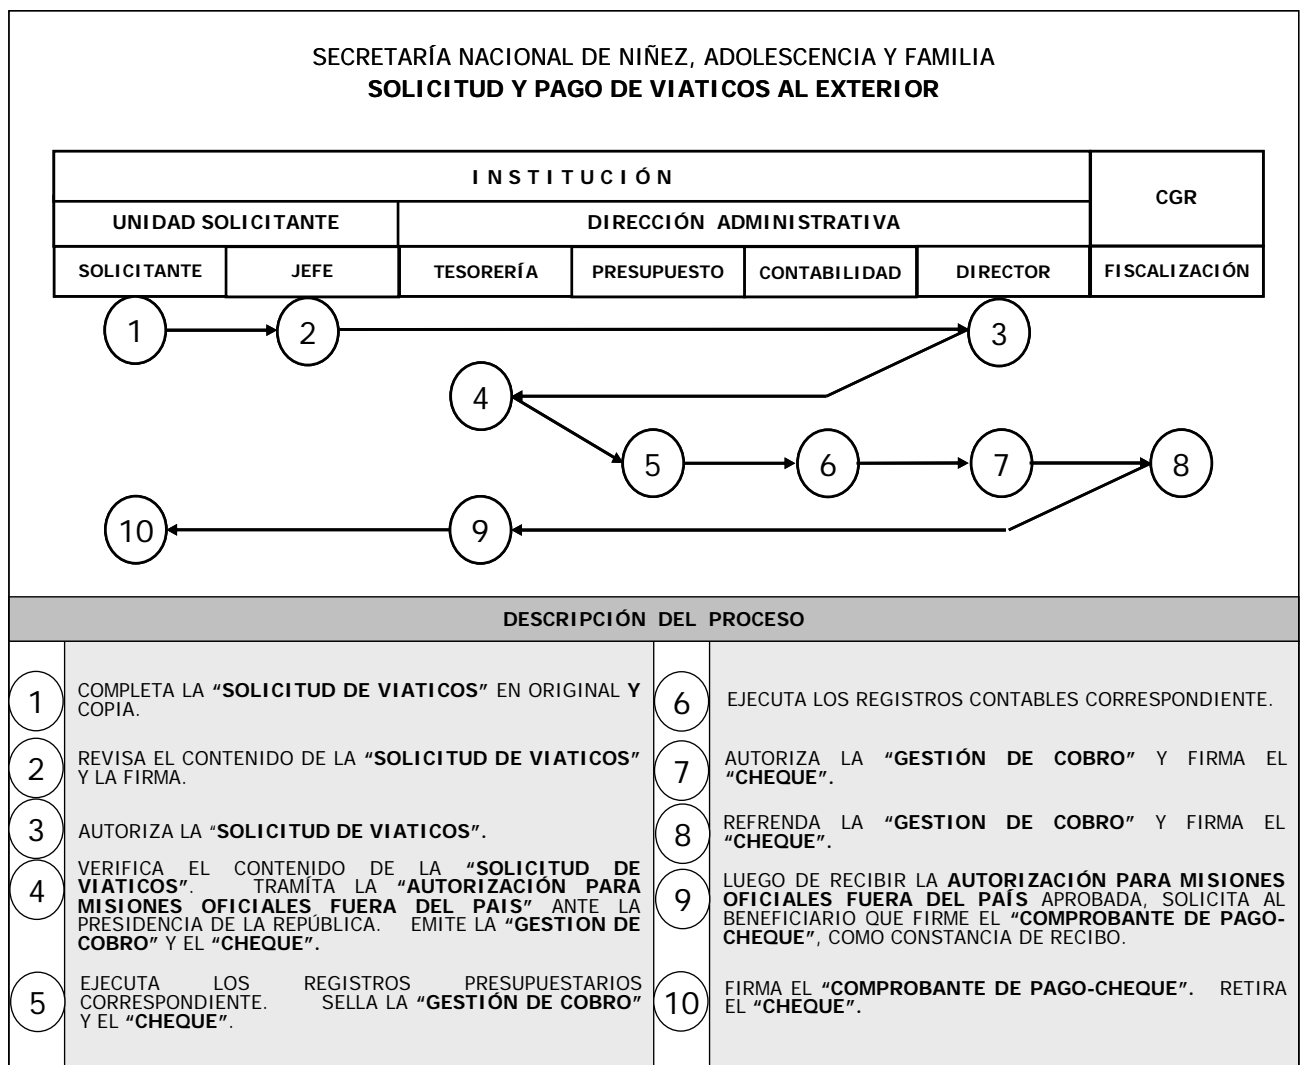 SECRETARÍA NACIONAL DE NIÑEZ, ADOLESCENCIA Y FAMILIA
SOLICITUD Y PAGO DE VIATICOS AL EXTERIOR
INSTITUCIÓN
CGR
UNIDAD SOLICITANTE
DIRECCIÓN ADMINISTRATIVA
SOLICITANTE
JEFE
TESORERÍA
PRESUPUESTO
CONTABILIDAD
DIRECTOR
FISCALIZACIÓN
1
2
3
4
5
6
7
8
9
10
DESCRIPCIÓN DEL PROCESO
1
COMPLETA LA “SOLICITUD DE VIATICOS” EN ORIGINAL Y
COPIA.
2
REVISA EL CONTENIDO DE LA “SOLICITUD DE VIATICOS”
Y LA FIRMA.
3
AUTORIZA LA “SOLICITUD DE VIATICOS”.
4
VERIFICA EL CONTENIDO DE LA “SOLICITUD DE
VIATICOS”. TRAMÍTA LA “AUTORIZACIÓN PARA
MISIONES OFICIALES FUERA DEL PAIS” ANTE LA
PRESIDENCIA DE LA REPÚBLICA. EMITE LA “GESTION DE
COBRO” Y EL “CHEQUE”.
5
EJECUTA LOS REGISTROS PRESUPUESTARIOS
CORRESPONDIENTE. SELLA LA “GESTIÓN DE COBRO”
Y EL “CHEQUE”.
6
EJECUTA LOS REGISTROS CONTABLES CORRESPONDIENTE.
7
AUTORIZA LA “GESTIÓN DE COBRO” Y FIRMA EL
“CHEQUE”.
8
REFRENDA LA “GESTION DE COBRO” Y FIRMA EL
“CHEQUE”.
9
LUEGO DE RECIBIR LA AUTORIZACIÓN PARA MISIONES
OFICIALES FUERA DEL PAÍS APROBADA, SOLICITA AL
BENEFICIARIO QUE FIRME EL “COMPROBANTE DE PAGO-
CHEQUE”, COMO CONSTANCIA DE RECIBO.
10
FIRMA EL “COMPROBANTE DE PAGO-CHEQUE”. RETIRA
EL “CHEQUE”.